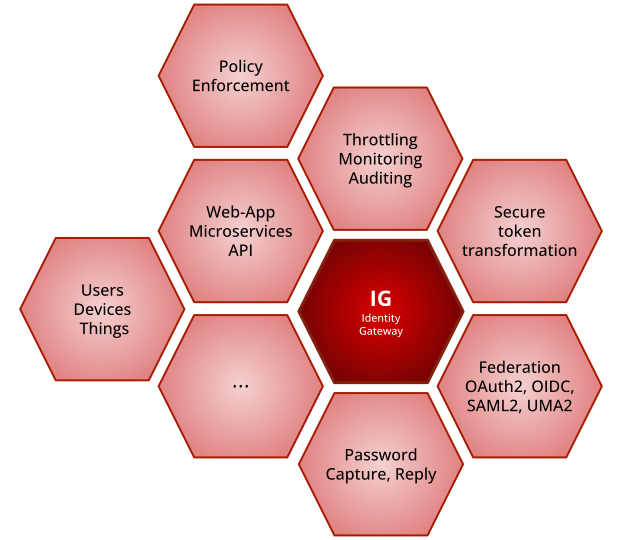 Policy
Enforcement
Throttling
Monitoring
Auditing
Web-App
Microservices
API
Secure
token
transformation
Users
Devices
Things
IG
Identity
Gateway
...
Federation
OAuth2, OIDC,
SAML2, UMA2
Password
Capture, Reply